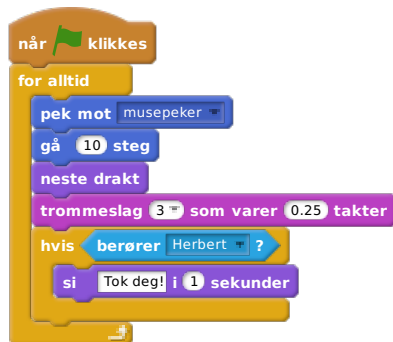 når klikkes
for alltid
pek mot musepeker
gå 10 steg
neste drakt
trommeslag 3 som varer 0.25 takter
hvis berører Herbert ?
si Tok deg! i 1 sekunder